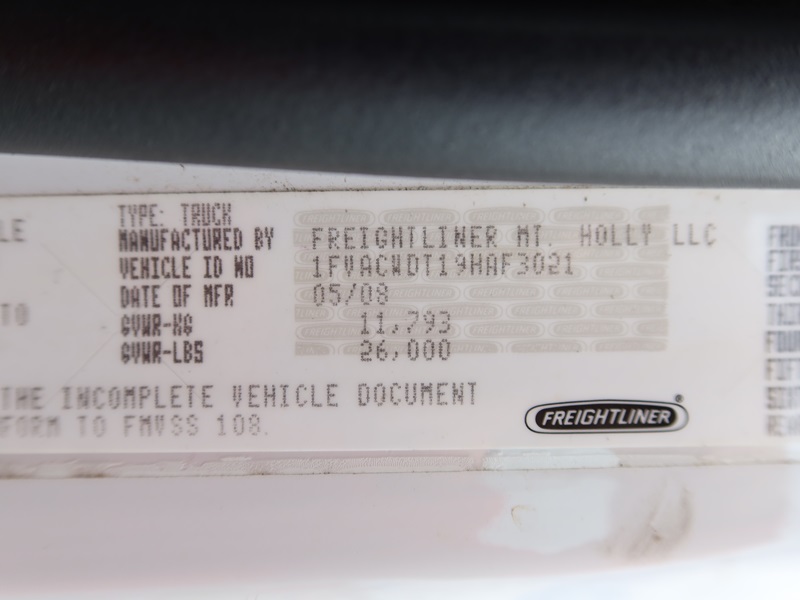 TYPE: TRUCK
MANUFACTURED BY FREIGHTLINER MT. HOLLY LLC
VEHICLE ID NO 1FVACWDT19HAF3021
DATE OF MFR 05/08
GVWR-KG 11,793
GVWR-LBS 26,000
THE INCOMPLETE VEHICLE DOCUMENT
FORM TO FMVSS 108.
FREIGHTLINER®